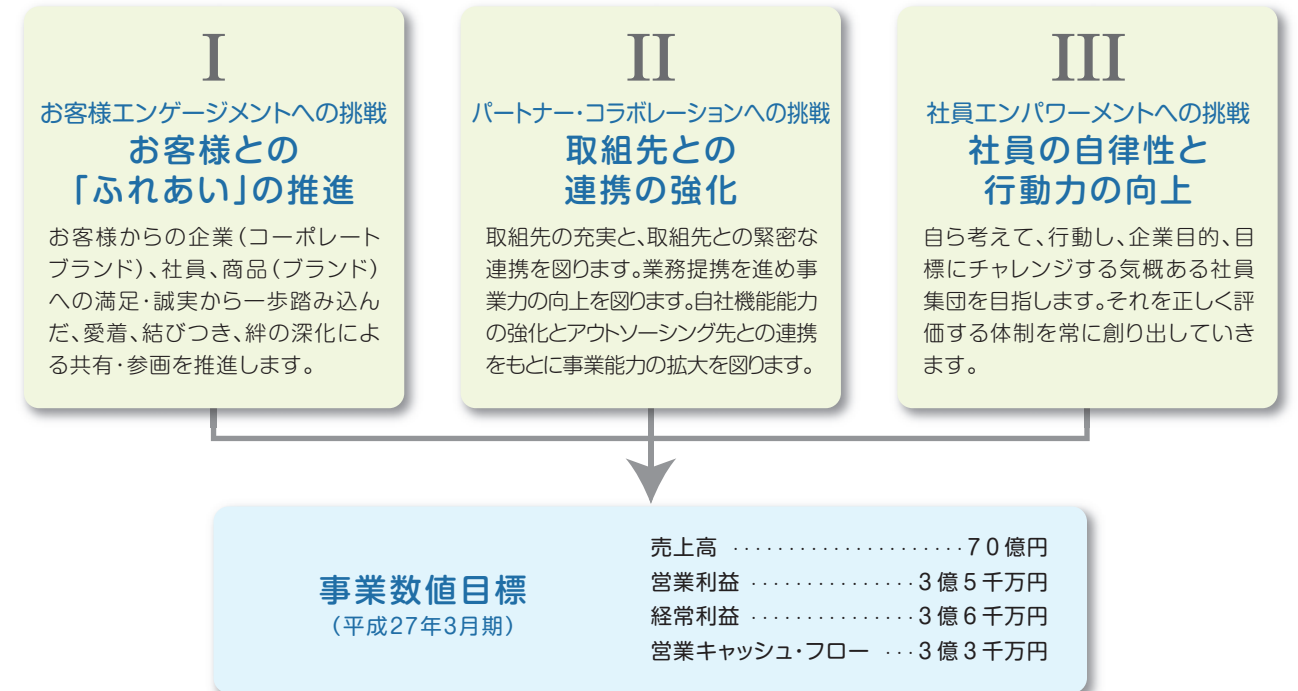 I
お客様エンゲージメントへの挑戦
お客様との
「ふれあい」の推進
お客様からの企業(コーポレート
ブランド)、社員、商品(ブランド)
への満足・誠実から一歩踏み込ん
だ、愛着、結びつき、絆の深化によ
る共有・参画を推進します。
II
パートナー・コラボレーションへの挑戦
取組先との
連携の強化
取組先の充実と、取組先との緊密な
連携を図ります。業務提携を進め事
業力の向上を図ります。自社機能能力
の強化とアウトソーシング先との連携
をもとに事業能力の拡大を図ります。
III
社員エンパワーメントへの挑戦
社員の自律性と
行動力の向上
自ら考えて、行動し、企業目的、目
標にチャレンジする気概ある社員
集団を目指します。それを正しく評
価する体制を常に創り出していき
ます。
事業数値目標
(平成27年3月期)
売上高 ·····················70億円
営業利益 ···············3億5千万円
経常利益 ···············3億6千万円
営業キャッシュ・フロー ···3億3千万円